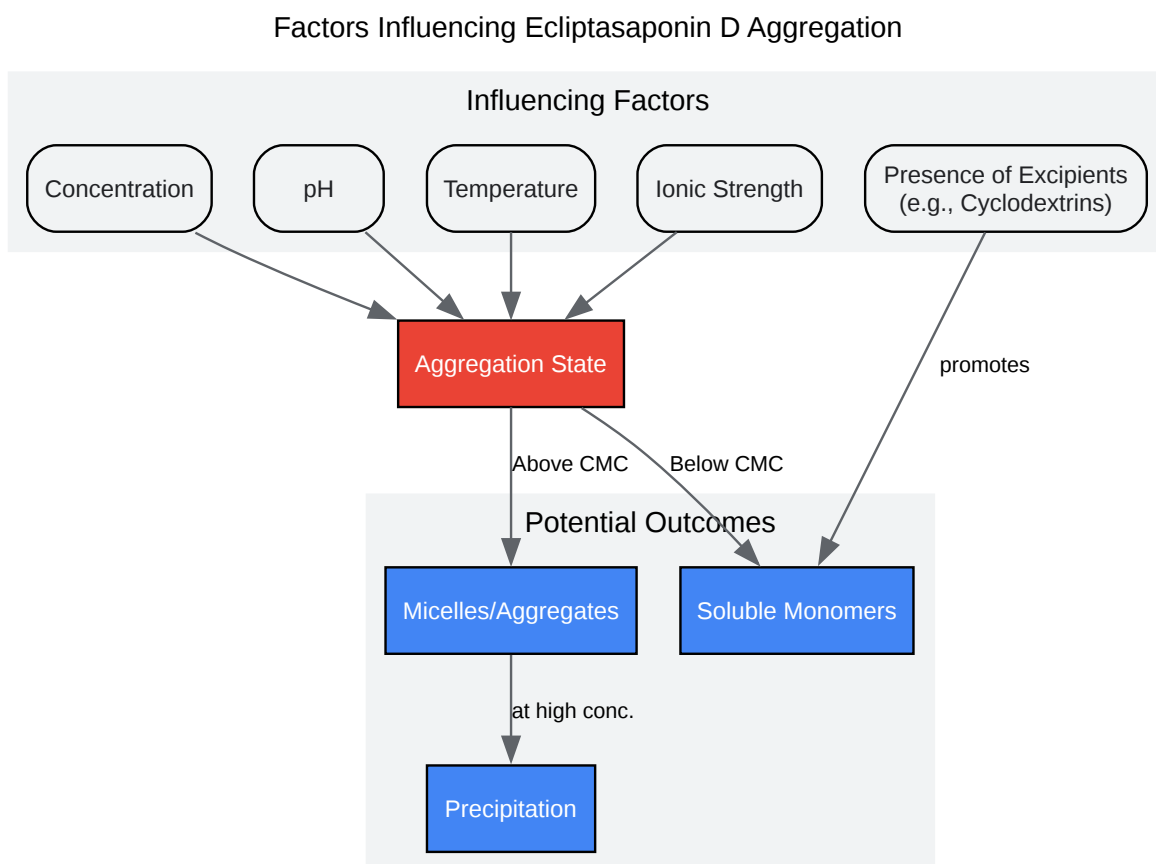 Factors Influencing Ecliptasaponin D Aggregation
Influencing Factors
Concentration
pH
Temperature
Ionic Strength
Presence of Excipients
(e.g., Cyclodextrins)
Aggregation State
promotes
Above CMC
Below CMC
Potential Outcomes
Micelles/Aggregates
Soluble Monomers
at high conc.
Precipitation